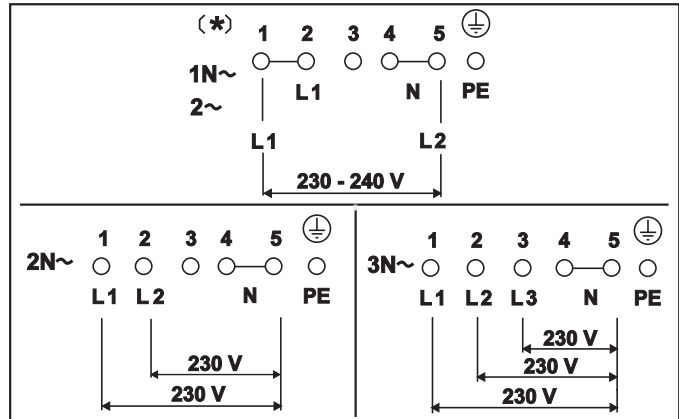 (*) 1 2 3 4 5
1N~ L1 N PE
2~
L1 L2
230 - 240 V
1 2 3 4 5
2N~
L1 L2 N PE
230 V
230 V
1 2 3 4 5
3N~
L1 L2 L3 N PE
230 V
230 V
230 V